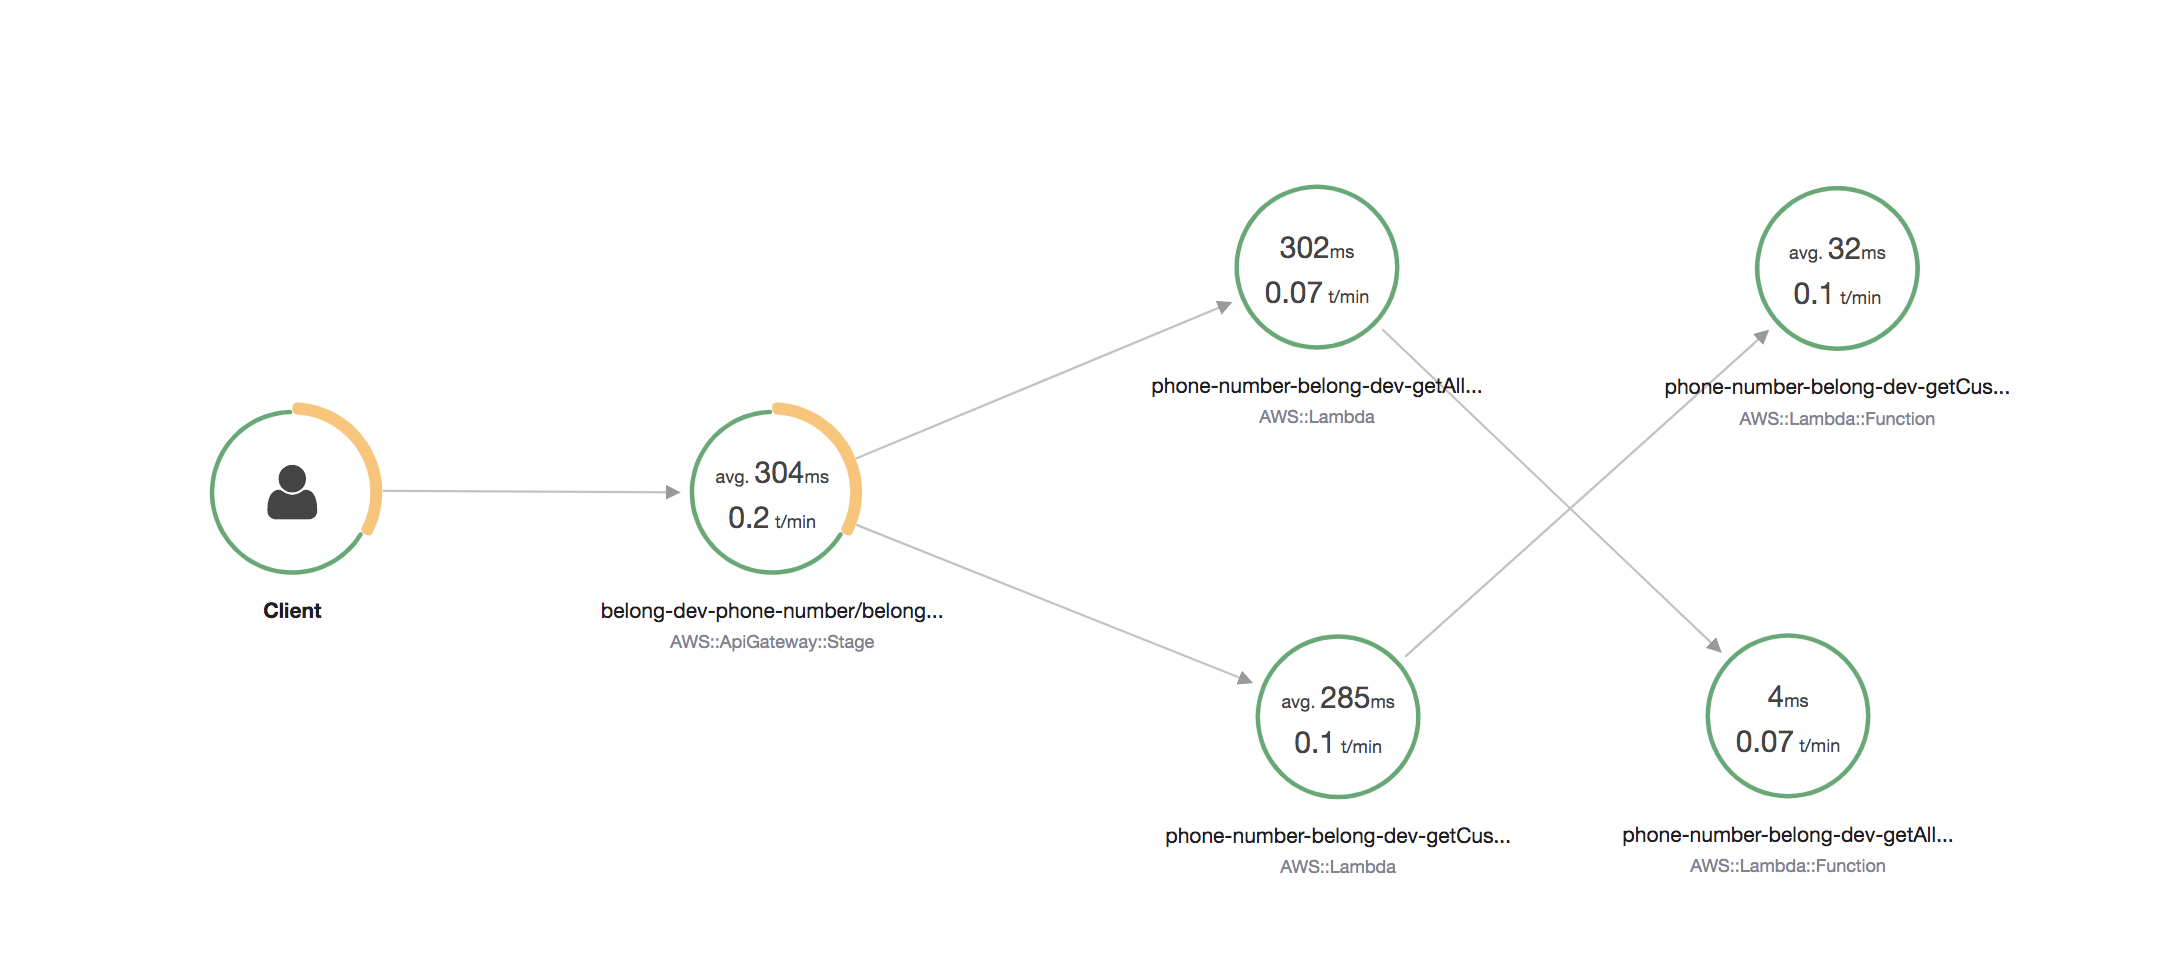 Client
avg. 304ms
0.2 t/min
belong-dev-phone-number/belong...
AWS::ApiGateway::Stage
302ms
0.07 t/min
phone-number-belong-dev-getAll...
AWS::Lambda
avg. 32ms
0.1 t/min
phone-number-belong-dev-getCus...
AWS::Lambda::Function
avg. 285ms
0.1 t/min
phone-number-belong-dev-getCus...
AWS::Lambda
4ms
0.07 t/min
phone-number-belong-dev-getAll...
AWS::Lambda::Function